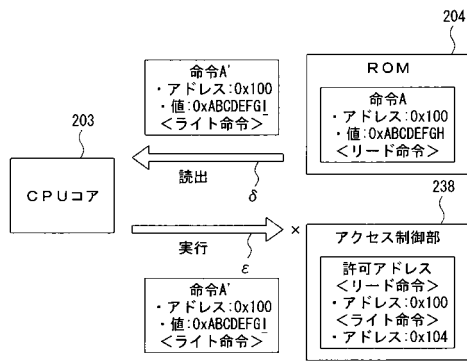 204
ROM
命令A
・アドレス:0x100
・値:0xABCDEFGH
<リード命令>
命令A'
・アドレス:0x100
・値:0xABCDEFGI
<ライト命令>
203
CPUコア
読出
δ
実行
ε
×
命令A'
・アドレス:0x100
・値:0xABCDEFGI
<ライト命令>
238
アクセス制御部
許可アドレス
<リード命令>
・アドレス:0x100
<ライト命令>
・アドレス:0x104